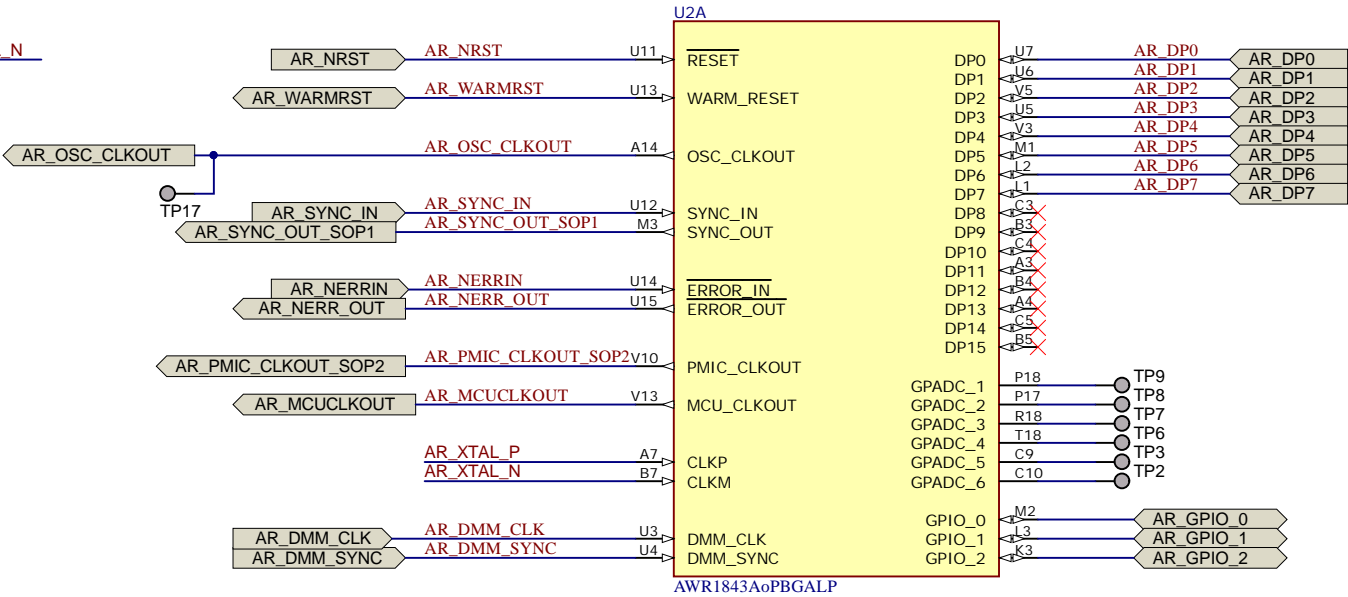 U2A
_N
AR_NRST AR_NRST U11 RESET DP0 U7 AR_DP0 AR_DP0
DP1 U6 AR_DP1 AR_DP1
AR_WARMRST AR_WARMRST U13 WARM_RESET DP2 V5 AR_DP2 AR_DP2
DP3 U5 AR_DP3 AR_DP3
DP4 V3 AR_DP4 AR_DP4
AR_OSC_CLKOUT AR_OSC_CLKOUT A14 OSC_CLKOUT DP5 M1 AR_DP5 AR_DP5
DP6 L2 AR_DP6 AR_DP6
TP17 DP7 L1 AR_DP7 AR_DP7
AR_SYNC_IN AR_SYNC_IN U12 SYNC_IN DP8 C3
AR_SYNC_OUT_SOP1 AR_SYNC_OUT_SOP1 M3 SYNC_OUT DP9 B3
DP10 C4
DP11 A3
AR_NERRIN AR_NERRIN U14 ERROR_IN DP12 B4
AR_NERR_OUT AR_NERR_OUT U15 ERROR_OUT DP13 A4
DP14 C5
DP15 B5
AR_PMIC_CLKOUT_SOP2 AR_PMIC_CLKOUT_SOP2 V10 PMIC_CLKOUT
GPADC_1 P18 TP9
AR_MCUCLKOUT AR_MCUCLKOUT V13 MCU_CLKOUT GPADC_2 P17 TP8
GPADC_3 R18 TP7
GPADC_4 T18 TP6
AR_XTAL_P A7 CLKP GPADC_5 C9 TP3
AR_XTAL_N B7 CLKM GPADC_6 C10 TP2
GPIO_0 M2 AR_GPIO_0
AR_DMM_CLK AR_DMM_CLK U3 DMM_CLK GPIO_1 L3 AR_GPIO_1
AR_DMM_SYNC AR_DMM_SYNC U4 DMM_SYNC GPIO_2 K3 AR_GPIO_2
AWR1843AoPBGALP